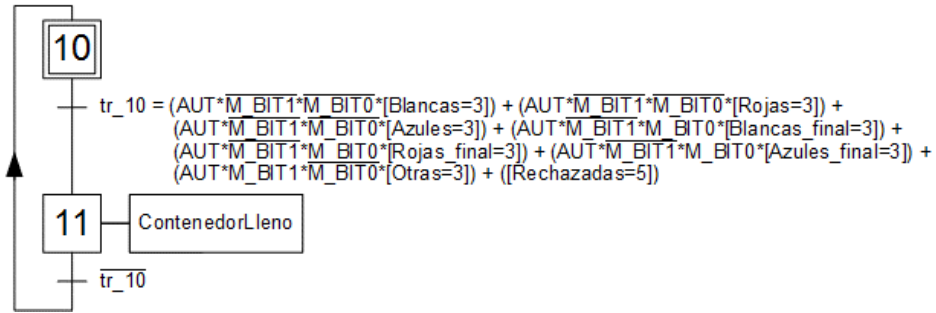 10
tr_10 = (AUT*M_BIT1*M_BIT0*[Blancas=3]) + (AUT*M_BIT1*M_BIT0*[Rojas=3]) +
(AUT*M_BIT1*M_BIT0*[Azules=3]) + (AUT*M_BIT1*M_BIT0*[Blancas_final=3]) +
(AUT*M_BIT1*M_BIT0*[Rojas_final=3]) + (AUT*M_BIT1*M_BIT0*[Azules_final=3]) +
(AUT*M_BIT1*M_BIT0*[Otras=3]) + ([Rechazadas=5])
11
ContenedorLleno
tr_10